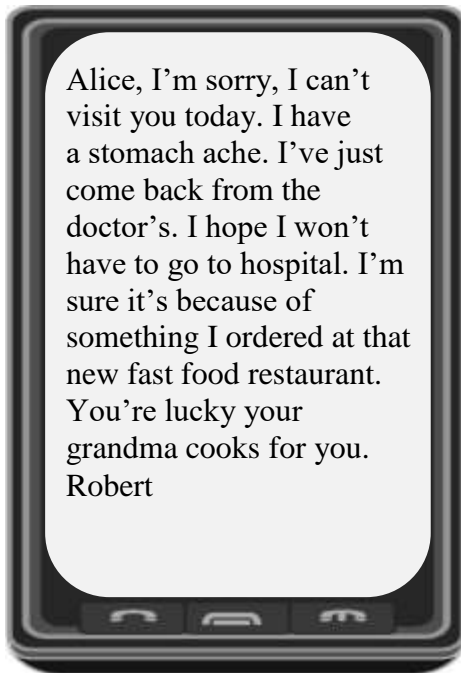 Alice, I’m sorry, I can’t
visit you today. I have
a stomach ache. I’ve just
come back from the
doctor’s. I hope I won’t
have to go to hospital. I’m
sure it’s because of
something I ordered at that
new fast food restaurant.
You’re lucky your
grandma cooks for you.
Robert